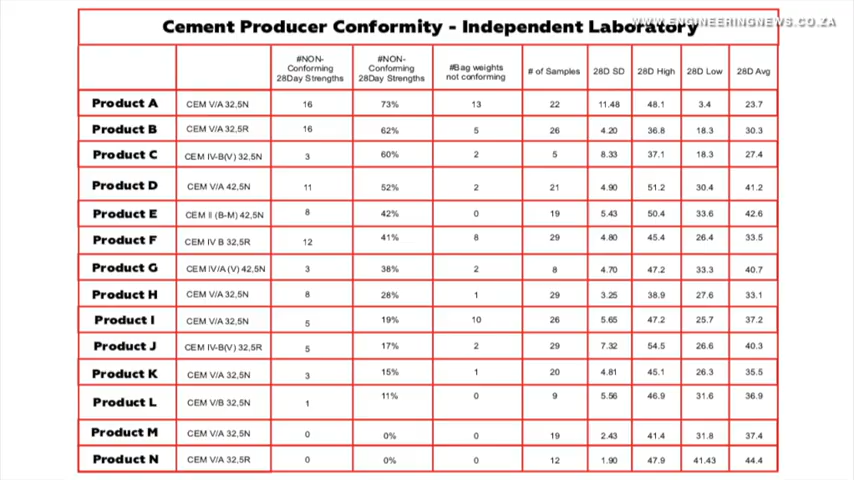 WWW.ENGINEERINGNEWS.CO.ZA
Cement Producer Conformity - Independent Laboratory
#NON-Conforming 28Day Strengths #NON-Conforming 28Day Strengths #Bag weights not conforming # of Samples 28D SD 28D High 28D Low 28D Avg
Product A CEM V/A 32,5N 16 73% 13 22 11.48 48.1 3.4 23.7
Product B CEM V/A 32,5R 16 62% 5 26 4.20 36.8 18.3 30.3
Product C CEM IV-B(V) 32,5N 3 60% 2 5 8.33 37.1 18.3 27.4
Product D CEM V/A 42,5N 11 52% 2 21 4.90 51.2 30.4 41.2
Product E CEM II (B-M) 42,5N 8 42% 0 19 5.43 50.4 33.6 42.6
Product F CEM IV B 32,5R 12 41% 8 29 4.80 45.4 26.4 33.5
Product G CEM IV/A (V) 42,5N 3 38% 2 8 4.70 47.2 33.3 40.7
Product H CEM V/A 32,5N 8 28% 1 29 3.25 38.9 27.6 33.1
Product I CEM V/A 32,5N 5 19% 10 26 5.65 47.2 25.7 37.2
Product J CEM IV-B(V) 32,5R 5 17% 2 29 7.32 54.5 26.6 40.3
Product K CEM V/A 32,5N 3 15% 1 20 4.81 45.1 26.3 35.5
Product L CEM V/B 32,5N 1 11% 0 9 5.56 46.9 31.6 36.9
Product M CEM V/A 32,5N 0 0% 0 19 2.43 41.4 31.8 37.4
Product N CEM V/A 32,5R 0 0% 0 12 1.90 47.9 41.43 44.4